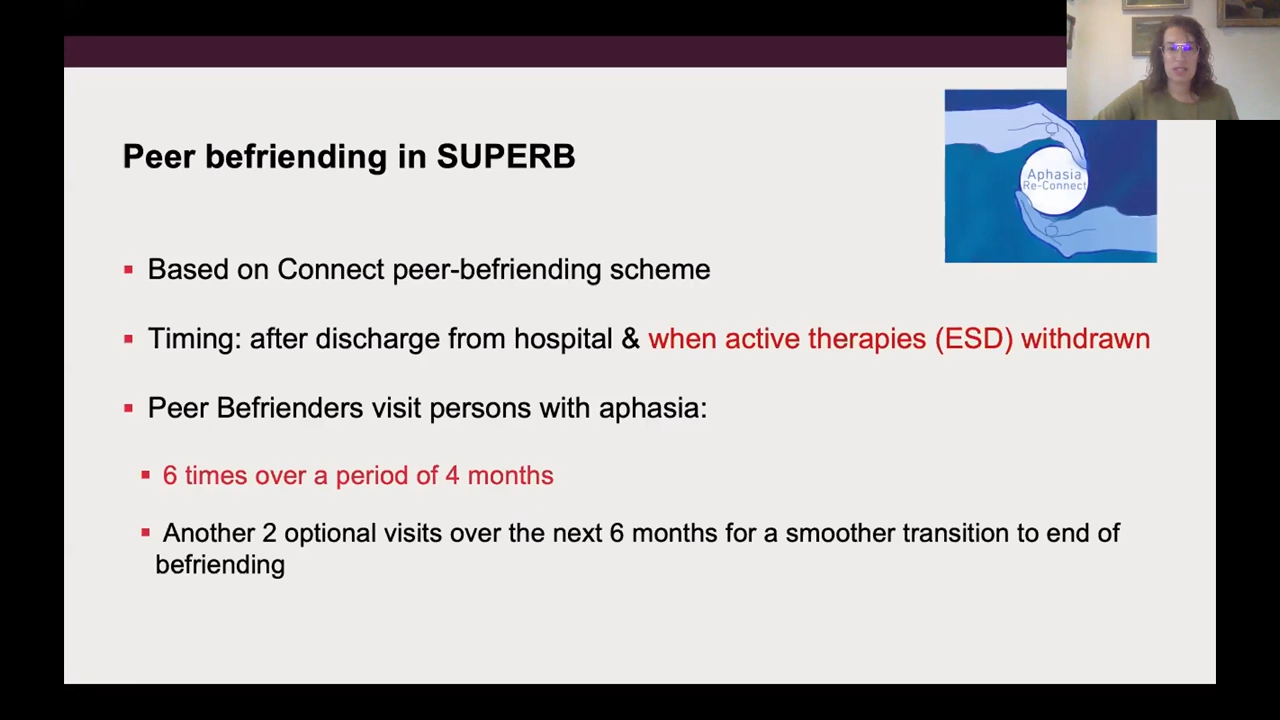 Peer befriending in SUPERB
Aphasia
Re-Connect
Based on Connect peer-befriending scheme
Timing: after discharge from hospital & when active therapies (ESD) withdrawn
Peer Befrienders visit persons with aphasia:
6 times over a period of 4 months
Another 2 optional visits over the next 6 months for a smoother transition to end of
befriending